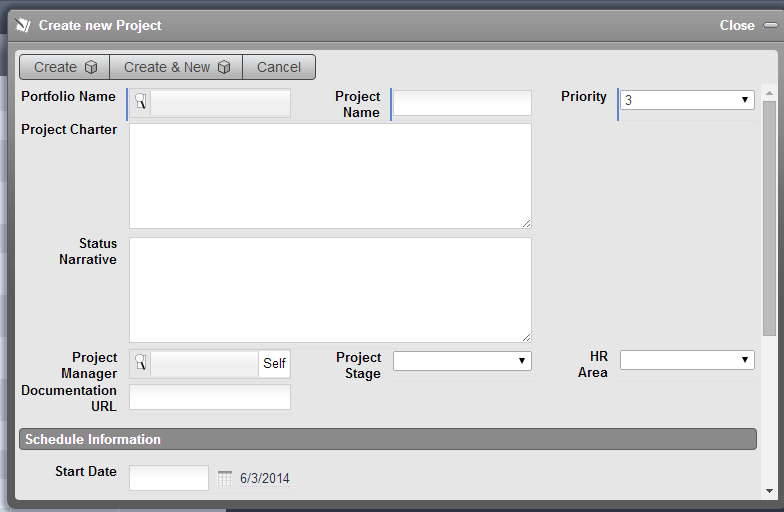 Create new Project
Close
Create
Create & New
Cancel
Portfolio Name
Project
Name
Priority
3
Project Charter
Status
Narrative
Project
Manager
Self
Project
Stage
HR
Area
Documentation
URL
Schedule Information
Start Date
6/3/2014